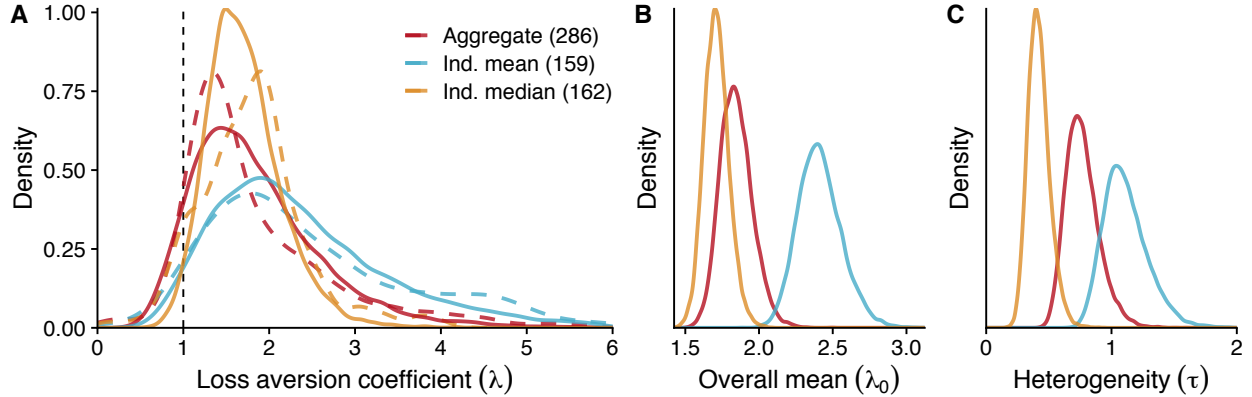 A
1.00
0.75
0.50
0.25
0.00
Density
0 1 2 3 4 5 6
Loss aversion coefficient (λ)
Aggregate (286)
Ind. mean (159)
Ind. median (162)
B
Density
1.5 2.0 2.5 3.0
Overall mean (λ₀)
C
Density
0 1 2
Heterogeneity (τ)